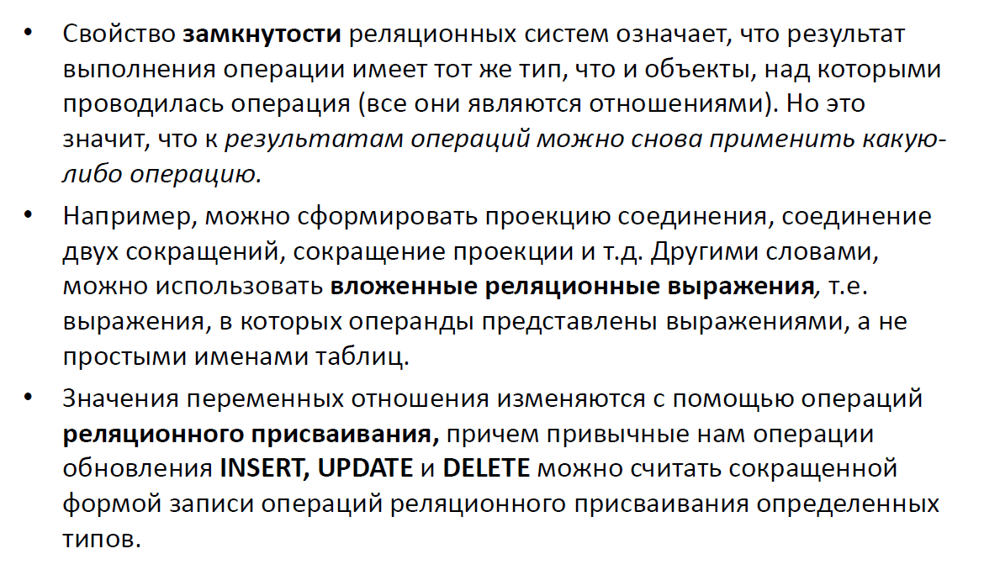 • Свойство замкнутости реляционных систем означает, что результат
выполнения операции имеет тот же тип, что и объекты, над которыми
проводилась операция (все они являются отношениями). Но это
значит, что к результатам операций можно снова применить какую-
либо операцию.
• Например, можно сформировать проекцию соединения, соединение
двух сокращений, сокращение проекции и т.д. Другими словами,
можно использовать вложенные реляционные выражения, т.е.
выражения, в которых операнды представлены выражениями, а не
простыми именами таблиц.
• Значения переменных отношения изменяются с помощью операций
реляционного присваивания, причем привычные нам операции
обновления INSERT, UPDATE и DELETE можно считать сокращенной
формой записи операций реляционного присваивания определенных
типов.